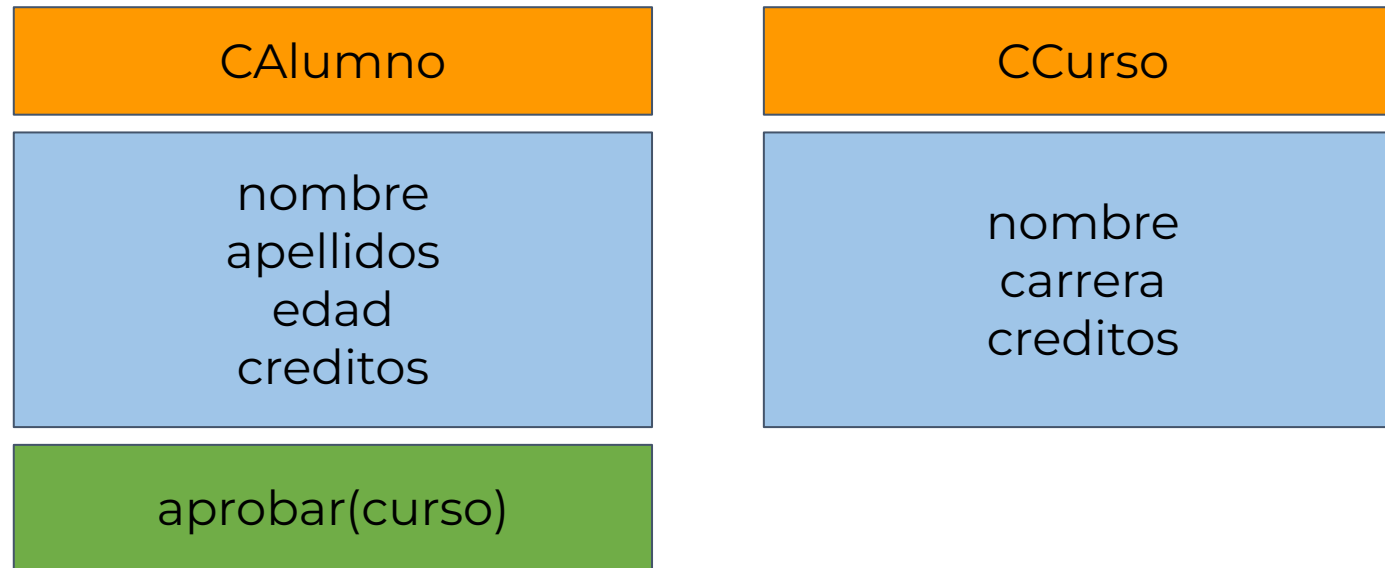 CAlumno
nombre
apellidos
edad
creditos
aprobar(curso)
CCurso
nombre
carrera
creditos